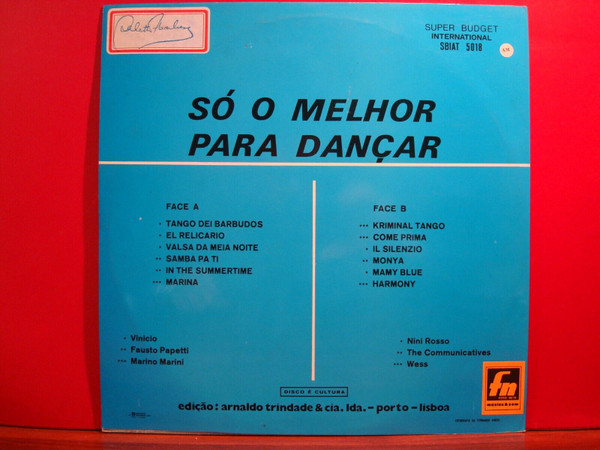 SUPER BUDGET
INTERNATIONAL
SBIAT 5018
SÓ O MELHOR
PARA DANÇAR
FACE A
• TANGO DEI BARBUDOS
• EL RELICARIO
• VALSA DA MEIA NOITE
•• SAMBA PA TI
•• IN THE SUMMERTIME
••• MARINA
FACE B
••• KRIMINAL TANGO
••• COME PRIMA
• IL SILENZIO
•• MONYA
• MAMY BLUE
••• HARMONY
• Vinicio
•• Fausto Papetti
••• Marino Marini
• Nini Rosso
•• The Communicatives
••• Wess
DISCO É CULTURA
edição: arnaldo trindade & cia. lda. – porto – lisboa
fn